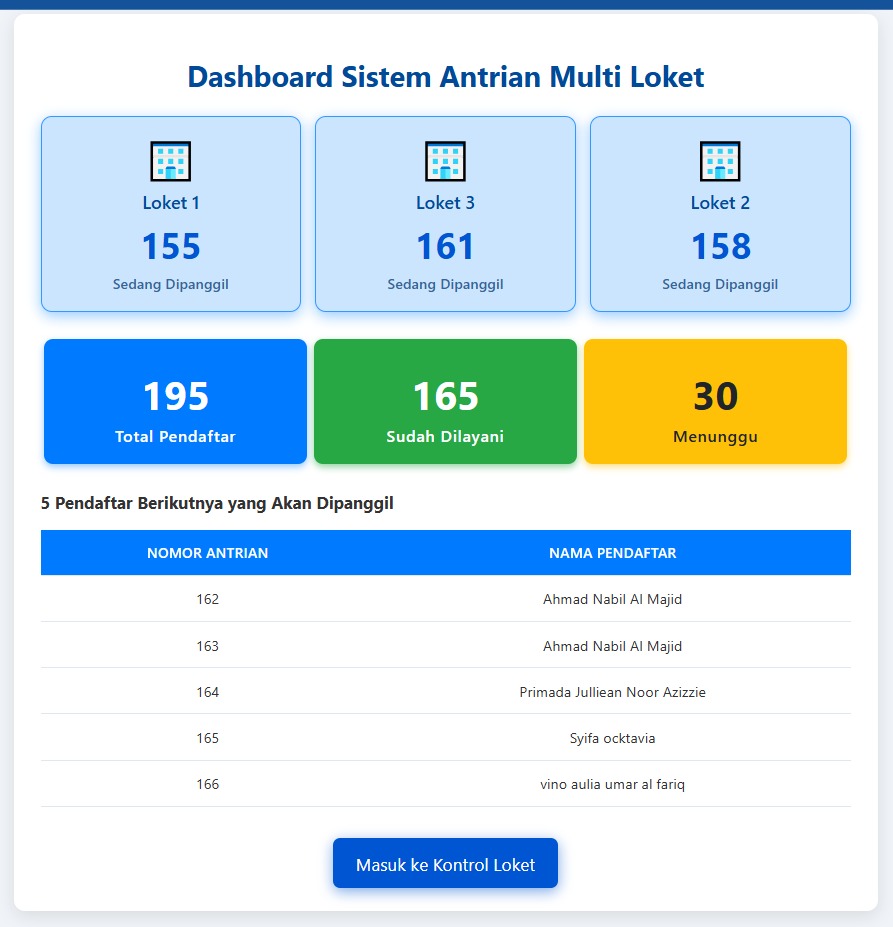 Dashboard Sistem Antrian Multi Loket
Loket 1
155
Sedang Dipanggil
Loket 3
161
Sedang Dipanggil
Loket 2
158
Sedang Dipanggil
195
Total Pendaftar
165
Sudah Dilayani
30
Menunggu
5 Pendaftar Berikutnya yang Akan Dipanggil
NOMOR ANTRIAN NAMA PENDAFTAR
162 Ahmad Nabil Al Majid
163 Ahmad Nabil Al Majid
164 Primada Julliean Noor Azizzie
165 Syifa ocktavia
166 vino aulia umar al fariq
Masuk ke Kontrol Loket